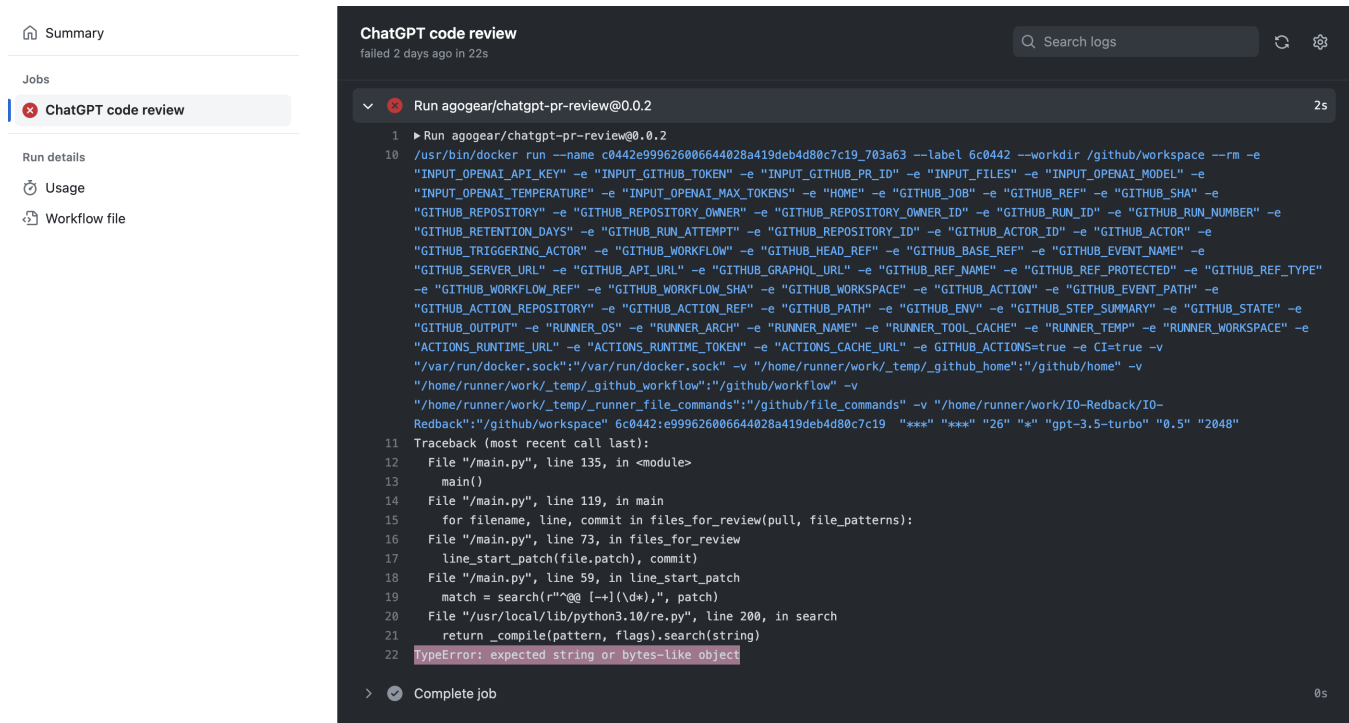 Summary
Jobs
ChatGPT code review
Run details
Usage
Workflow file
ChatGPT code review
failed 2 days ago in 22s
Search logs
Run agogear/chatgpt-pr-review@0.0.2 2s
1 Run agogear/chatgpt-pr-review@0.0.2
10 /usr/bin/docker run --name c0442e999626006644028a419deb4d80c7c19_703a63 --label 6c0442 --workdir /github/workspace --rm -e
"INPUT_OPENAI_API_KEY" -e "INPUT_GITHUB_TOKEN" -e "INPUT_GITHUB_PR_ID" -e "INPUT_FILES" -e "INPUT_OPENAI_MODEL" -e
"INPUT_OPENAI_TEMPERATURE" -e "INPUT_OPENAI_MAX_TOKENS" -e "HOME" -e "GITHUB_JOB" -e "GITHUB_REF" -e "GITHUB_SHA" -e
"GITHUB_REPOSITORY" -e "GITHUB_REPOSITORY_OWNER" -e "GITHUB_REPOSITORY_OWNER_ID" -e "GITHUB_RUN_ID" -e "GITHUB_RUN_NUMBER" -e
"GITHUB_RETENTION_DAYS" -e "GITHUB_RUN_ATTEMPT" -e "GITHUB_REPOSITORY_ID" -e "GITHUB_ACTOR_ID" -e "GITHUB_ACTOR" -e
"GITHUB_TRIGGERING_ACTOR" -e "GITHUB_WORKFLOW" -e "GITHUB_HEAD_REF" -e "GITHUB_BASE_REF" -e "GITHUB_EVENT_NAME" -e
"GITHUB_SERVER_URL" -e "GITHUB_API_URL" -e "GITHUB_GRAPHQL_URL" -e "GITHUB_REF_NAME" -e "GITHUB_REF_PROTECTED" -e "GITHUB_REF_TYPE"
-e "GITHUB_WORKFLOW_REF" -e "GITHUB_WORKFLOW_SHA" -e "GITHUB_WORKSPACE" -e "GITHUB_ACTION" -e "GITHUB_EVENT_PATH" -e
"GITHUB_ACTION_REPOSITORY" -e "GITHUB_ACTION_REF" -e "GITHUB_PATH" -e "GITHUB_ENV" -e "GITHUB_STEP_SUMMARY" -e "GITHUB_STATE" -e
"GITHUB_OUTPUT" -e "RUNNER_OS" -e "RUNNER_ARCH" -e "RUNNER_NAME" -e "RUNNER_TOOL_CACHE" -e "RUNNER_TEMP" -e "RUNNER_WORKSPACE" -e
"ACTIONS_RUNTIME_URL" -e "ACTIONS_RUNTIME_TOKEN" -e "ACTIONS_CACHE_URL" -e GITHUB_ACTIONS=true -e CI=true -v
"/var/run/docker.sock":"/var/run/docker.sock" -v "/home/runner/work/_temp/_github_home":"/github/home" -v
"/home/runner/work/_temp/_github_workflow":"/github/workflow" -v
"/home/runner/work/_temp/_runner_file_commands":"/github/file_commands" -v "/home/runner/work/IO-Redback/IO-
Redback":"/github/workspace" 6c0442:e999626006644028a419deb4d80c7c19 "***" "***" "26" "*" "gpt-3.5-turbo" "0.5" "2048"
11 Traceback (most recent call last):
12 File "/main.py", line 135, in <module>
13 main()
14 File "/main.py", line 119, in main
15 for filename, line, commit in files_for_review(pull, file_patterns):
16 File "/main.py", line 73, in files_for_review
17 line_start_patch(file.patch), commit)
18 File "/main.py", line 59, in line_start_patch
19 match = search(r"^@@ [-+](\d*),", patch)
20 File "/usr/local/lib/python3.10/re.py", line 200, in search
21 return _compile(pattern, flags).search(string)
22 TypeError: expected string or bytes-like object
Complete job 0s